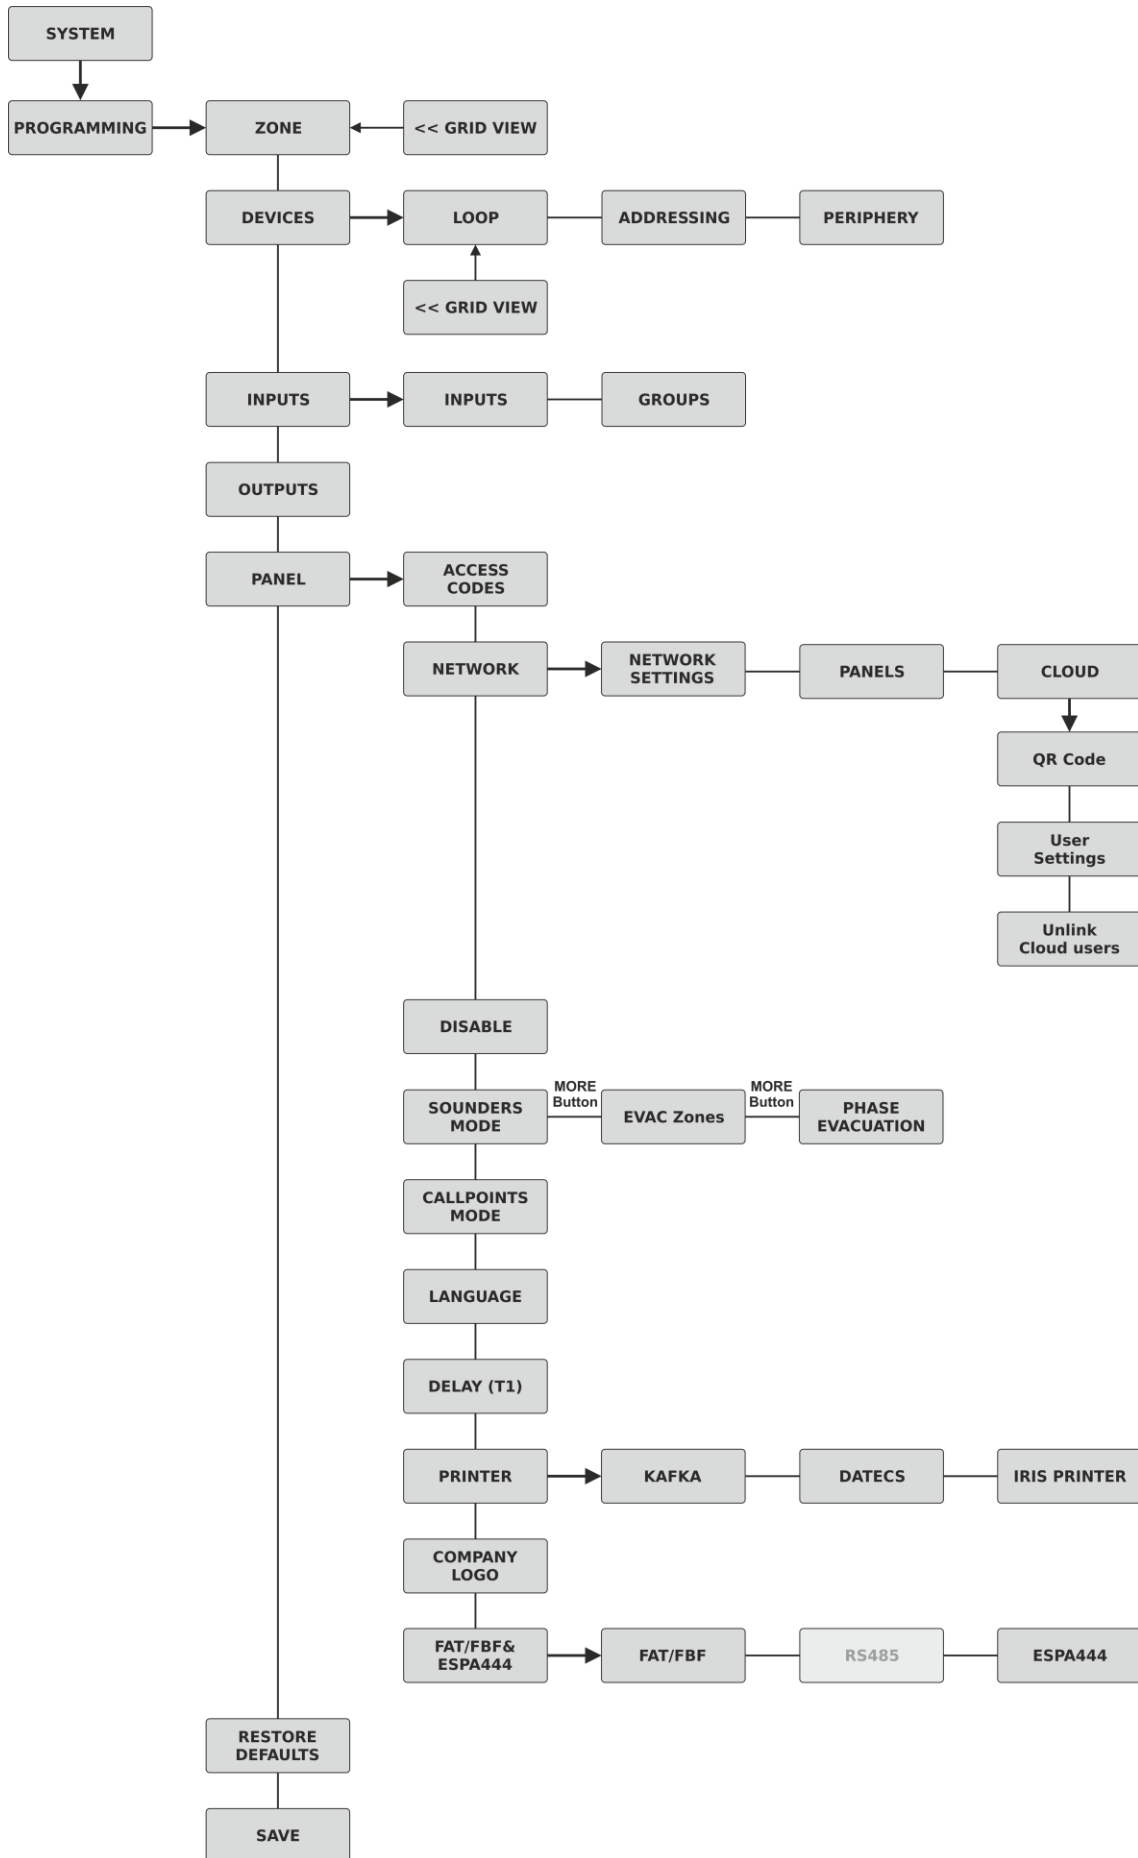 SYSTEM
PROGRAMMING
ZONE
<< GRID VIEW
DEVICES
LOOP
ADDRESSING
PERIPHERY
<< GRID VIEW
INPUTS
INPUTS
GROUPS
OUTPUTS
PANEL
ACCESS
CODES
NETWORK
NETWORK
SETTINGS
PANELS
CLOUD
QR Code
User
Settings
Unlink
Cloud users
DISABLE
SOUNDERS
MODE
MORE
Button
EVAC Zones
MORE
Button
PHASE
EVACUATION
CALLPOINTS
MODE
LANGUAGE
DELAY (T1)
PRINTER
KAFKA
DATECS
IRIS PRINTER
COMPANY
LOGO
FAT/FBF&
ESPA444
FAT/FBF
RS485
ESPA444
RESTORE
DEFAULTS
SAVE